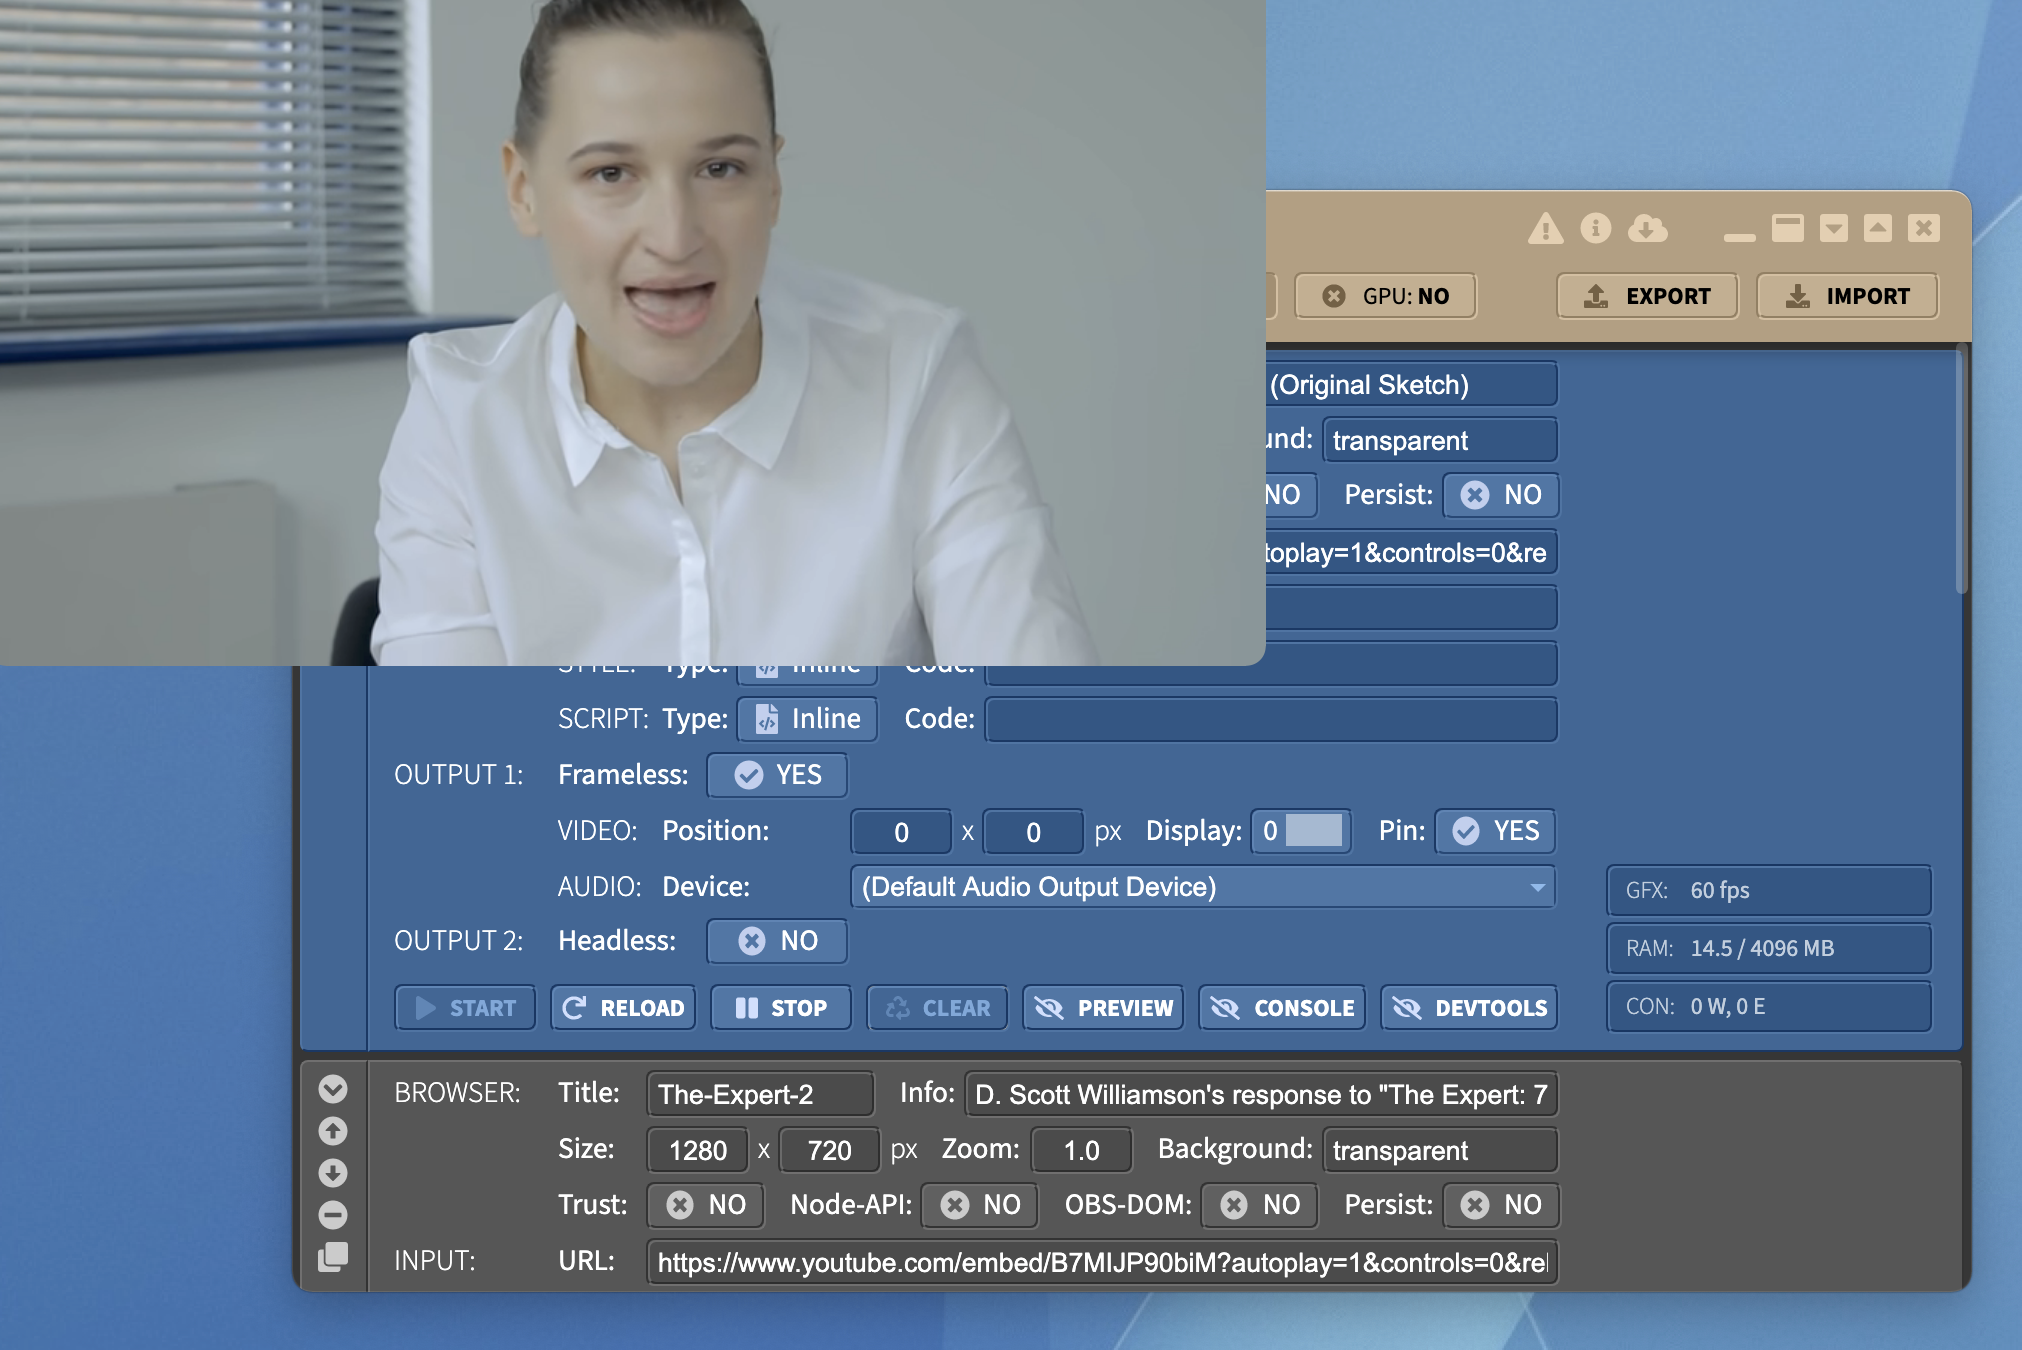 GPU: NO EXPORT IMPORT
(Original Sketch)
und: transparent
NO Persist: NO
toplay=1&controls=0&re
STYLE: Type: Inline Code:
SCRIPT: Type: Inline Code:
OUTPUT 1: Frameless: YES
VIDEO: Position: 0 x 0 px Display: 0 Pin: YES
AUDIO: Device: (Default Audio Output Device)
GFX: 60 fps
OUTPUT 2: Headless: NO
RAM: 14.5 / 4096 MB
START RELOAD STOP CLEAR PREVIEW CONSOLE DEVTOOLS
CON: 0 W, 0 E
BROWSER: Title: The-Expert-2 Info: D. Scott Williamson's response to "The Expert: 7
Size: 1280 x 720 px Zoom: 1.0 Background: transparent
Trust: NO Node-API: NO OBS-DOM: NO Persist: NO
INPUT: URL: https://www.youtube.com/embed/B7MIJP90biM?autoplay=1&controls=0&rel